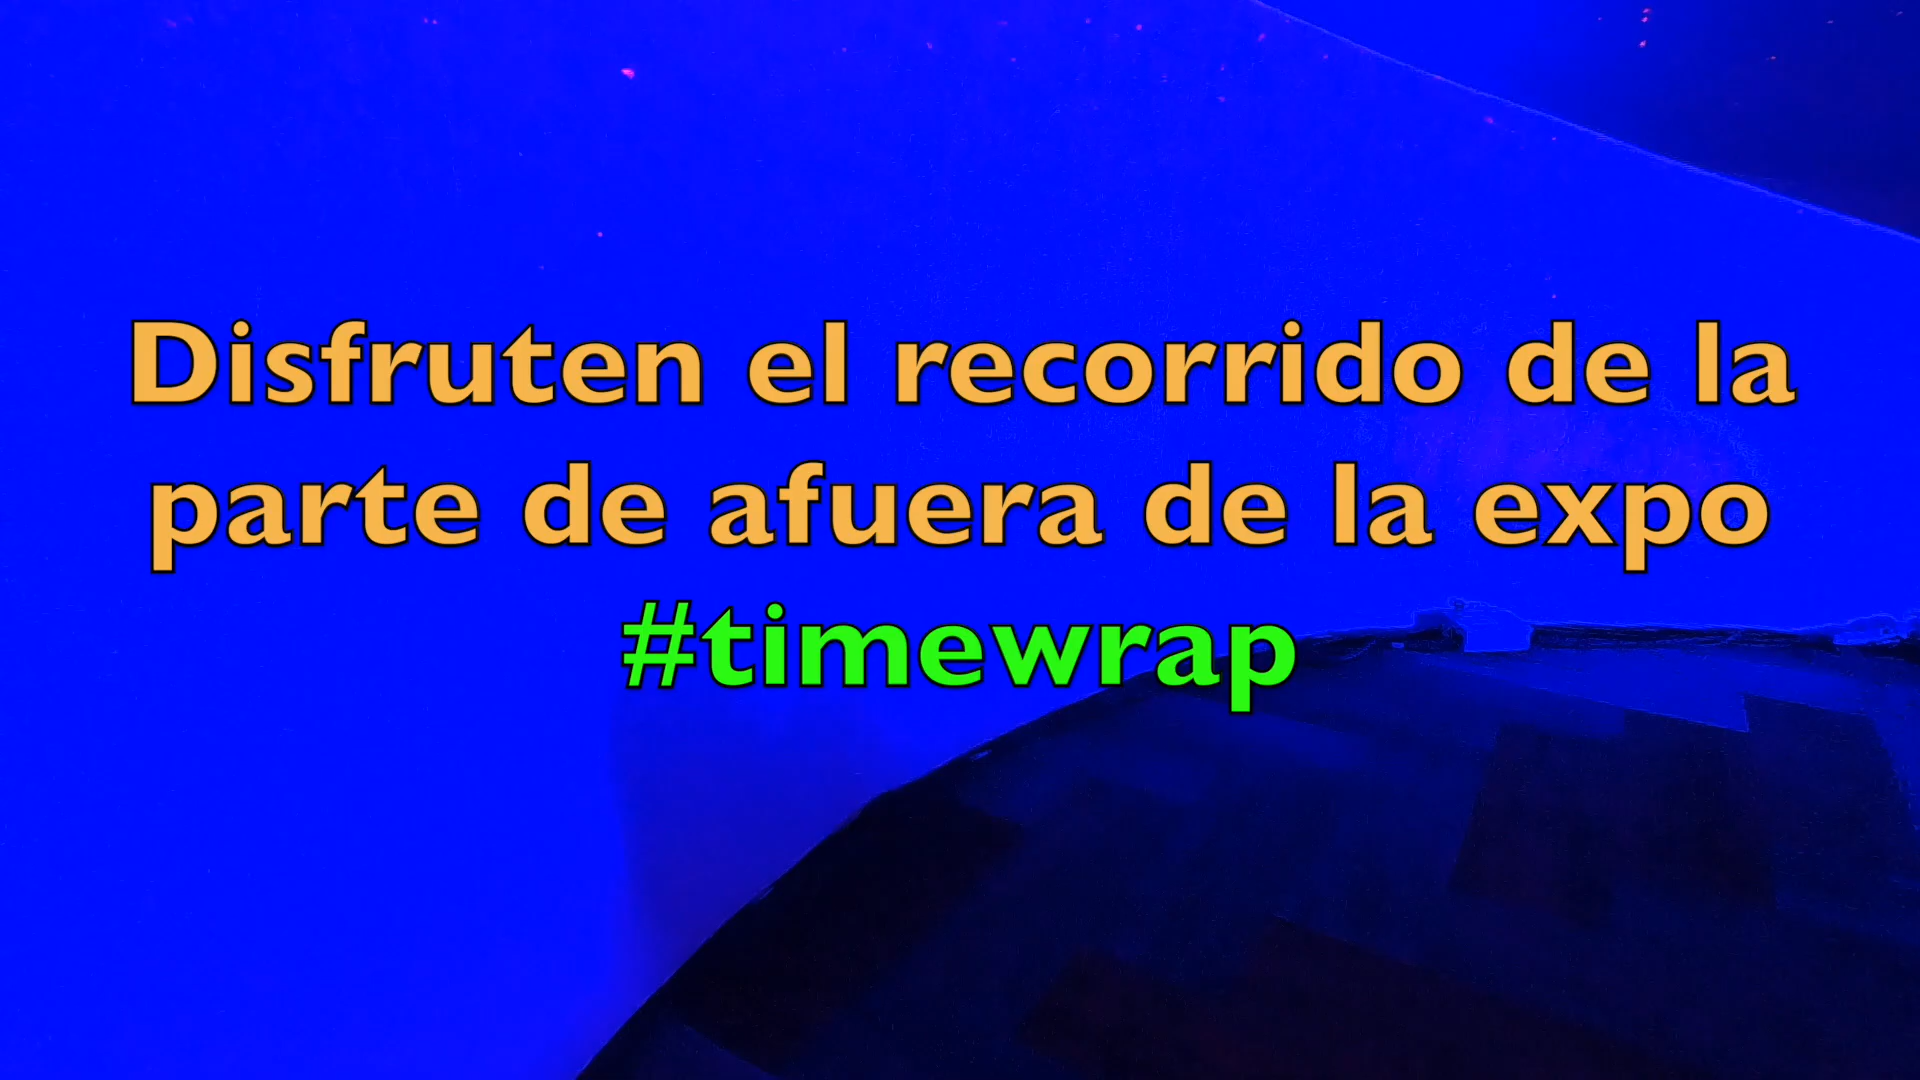 Disfruten el recorrido de la
parte de afuera de la expo
#timewrap